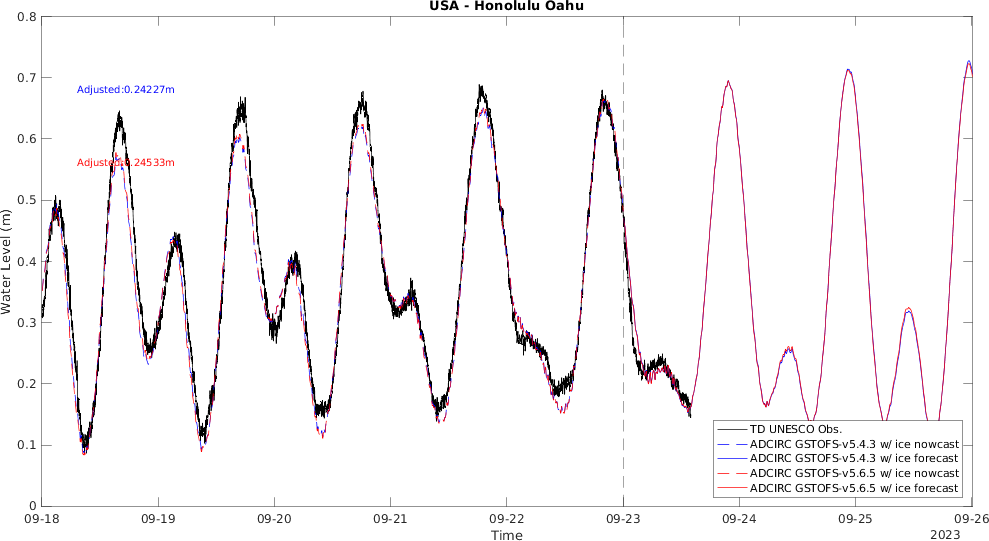 USA - Honolulu Oahu
0.8
0.7
0.6
0.5
0.4
0.3
0.2
0.1
0
Water Level (m)
Adjusted:0.24227m
Adjusted:0.24533m
TD UNESCO Obs.
ADCIRC GSTOFS-v5.4.3 w/ ice nowcast
ADCIRC GSTOFS-v5.4.3 w/ ice forecast
ADCIRC GSTOFS-v5.6.5 w/ ice nowcast
ADCIRC GSTOFS-v5.6.5 w/ ice forecast
09-18 09-19 09-20 09-21 09-22 09-23 09-24 09-25 09-26
Time
2023